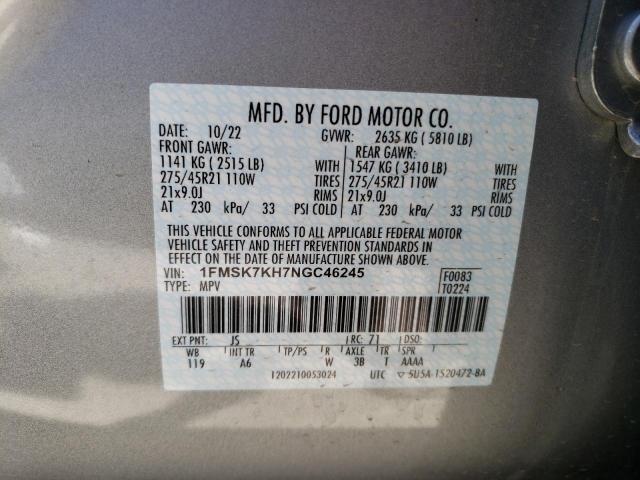 MFD. BY FORD MOTOR CO.
DATE: 10/22 GVWR: 2635 KG ( 5810 LB)
FRONT GAWR: REAR GAWR:
1141 KG ( 2515 LB) WITH 1547 KG ( 3410 LB) WITH
275/45R21 110W TIRES 275/45R21 110W TIRES
21x9.0J RIMS 21x9.0J RIMS
AT 230 kPa/ 33 PSI COLD AT 230 kPa/ 33 PSI COLD
THIS VEHICLE CONFORMS TO ALL APPLICABLE FEDERAL MOTOR
VEHICLE SAFETY AND THEFT PREVENTION STANDARDS IN
EFFECT ON THE DATE OF MANUFACTURE SHOWN ABOVE.
VIN: 1FMSK7KH7NGC46245 F0083
TYPE: MPV T0224
EXT PNT: JS RC: 71 DSO:
WB INT TR TP/PS R AXLE TR SPR
119 A6 W 3B T AAAA
1202210053024 UTC ▽ 5U5A-1520472-BA